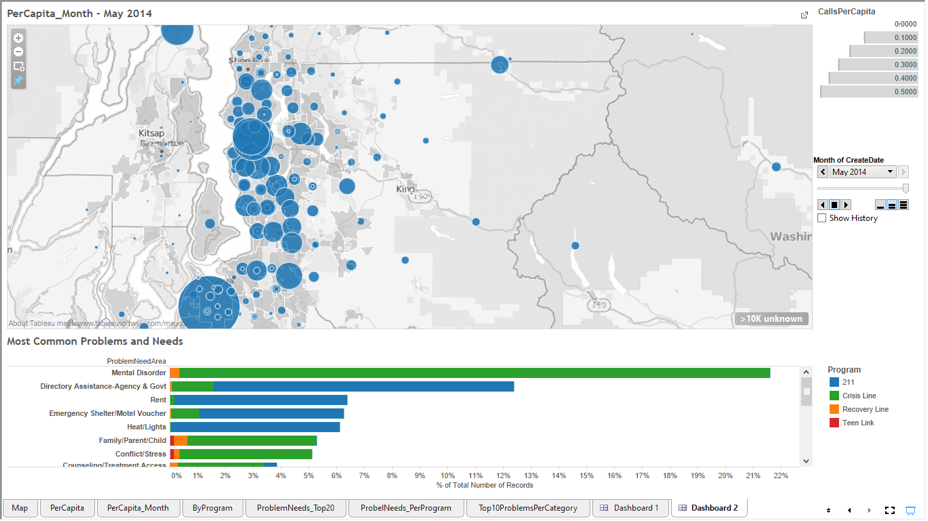 PerCapita_Month - May 2014
CallsPerCapita
0.0000
0.1000
0.2000
0.3000
0.4000
0.5000
Kitsap
King
90
Washin
90
About Tableau maps:
>10K unknown
Month of CreateDate
May 2014
Show History
Most Common Problems and Needs
ProblemNeedArea
Mental Disorder
Directory Assistance-Agency & Govt
Rent
Emergency Shelter/Motel Voucher
Heat/Lights
Family/Parent/Child
Conflict/Stress
Counseling/Treatment Access
0% 1% 2% 3% 4% 5% 6% 7% 8% 9% 10% 11% 12% 13% 14% 15% 16% 17% 18% 19% 20% 21% 22%
% of Total Number of Records
Program
211
Crisis Line
Recovery Line
Teen Link
Map PerCapita PerCapita_Month ByProgram ProblemNeeds_Top20 ProbelNeeds_PerProgram Top10ProblemsPerCategory Dashboard 1 Dashboard 2